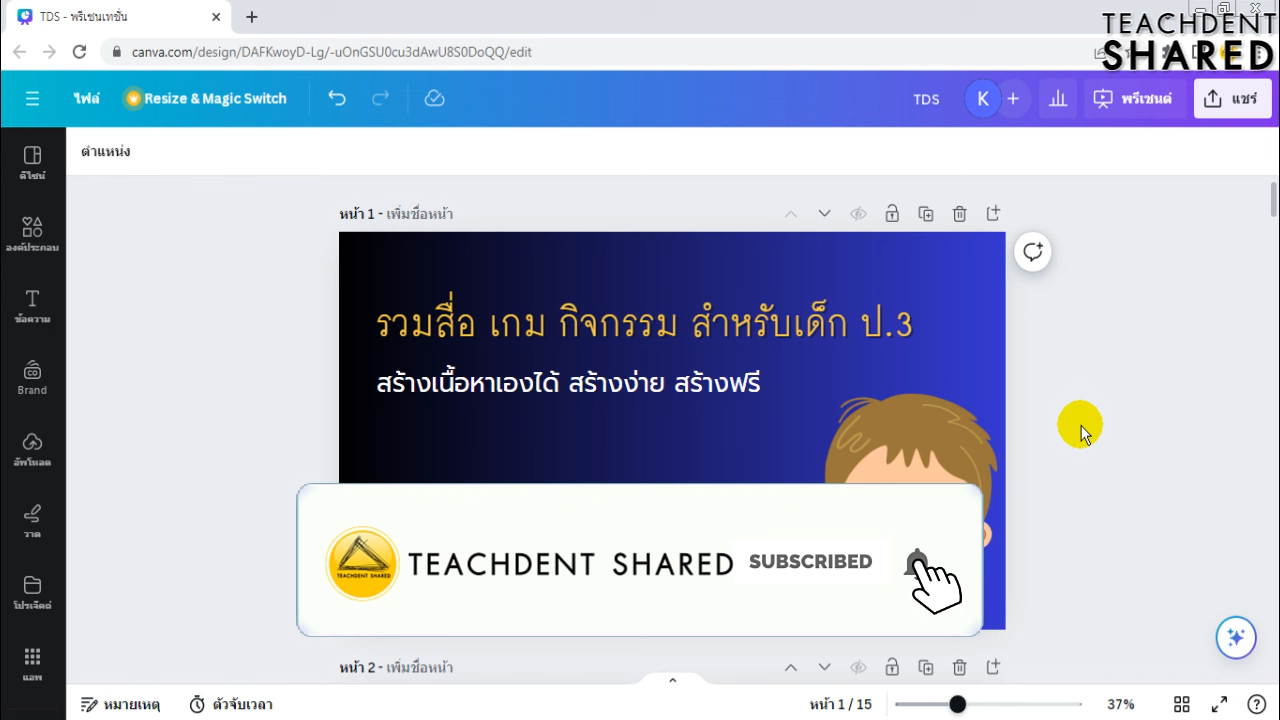 TDS - พรีเซนเทชั่น
TEACHDENT
SHARED
canva.com/design/DAFKwoyD-Lg/-uOnGSU0cu3dAwU8S0DoQQ/edit
ไฟล์
Resize & Magic Switch
TDS
K
พรีเซนต์
แชร์
ตำแหน่ง
ดีไซน์
องค์ประกอบ
ข้อความ
Brand
อัพโหลด
วาด
โปรเจ็คต์
แอพ
หน้า 1 - เพิ่มชื่อหน้า
รวมสื่อ เกม กิจกรรม สำหรับเด็ก ป.3
สร้างเนื้อหาเองได้ สร้างง่าย สร้างฟรี
TEACHDENT SHARED
TEACHDENT SHARED
SUBSCRIBED
หน้า 2 - เพิ่มชื่อหน้า
หมายเหตุ
ตัวจับเวลา
หน้า 1 / 15
37%